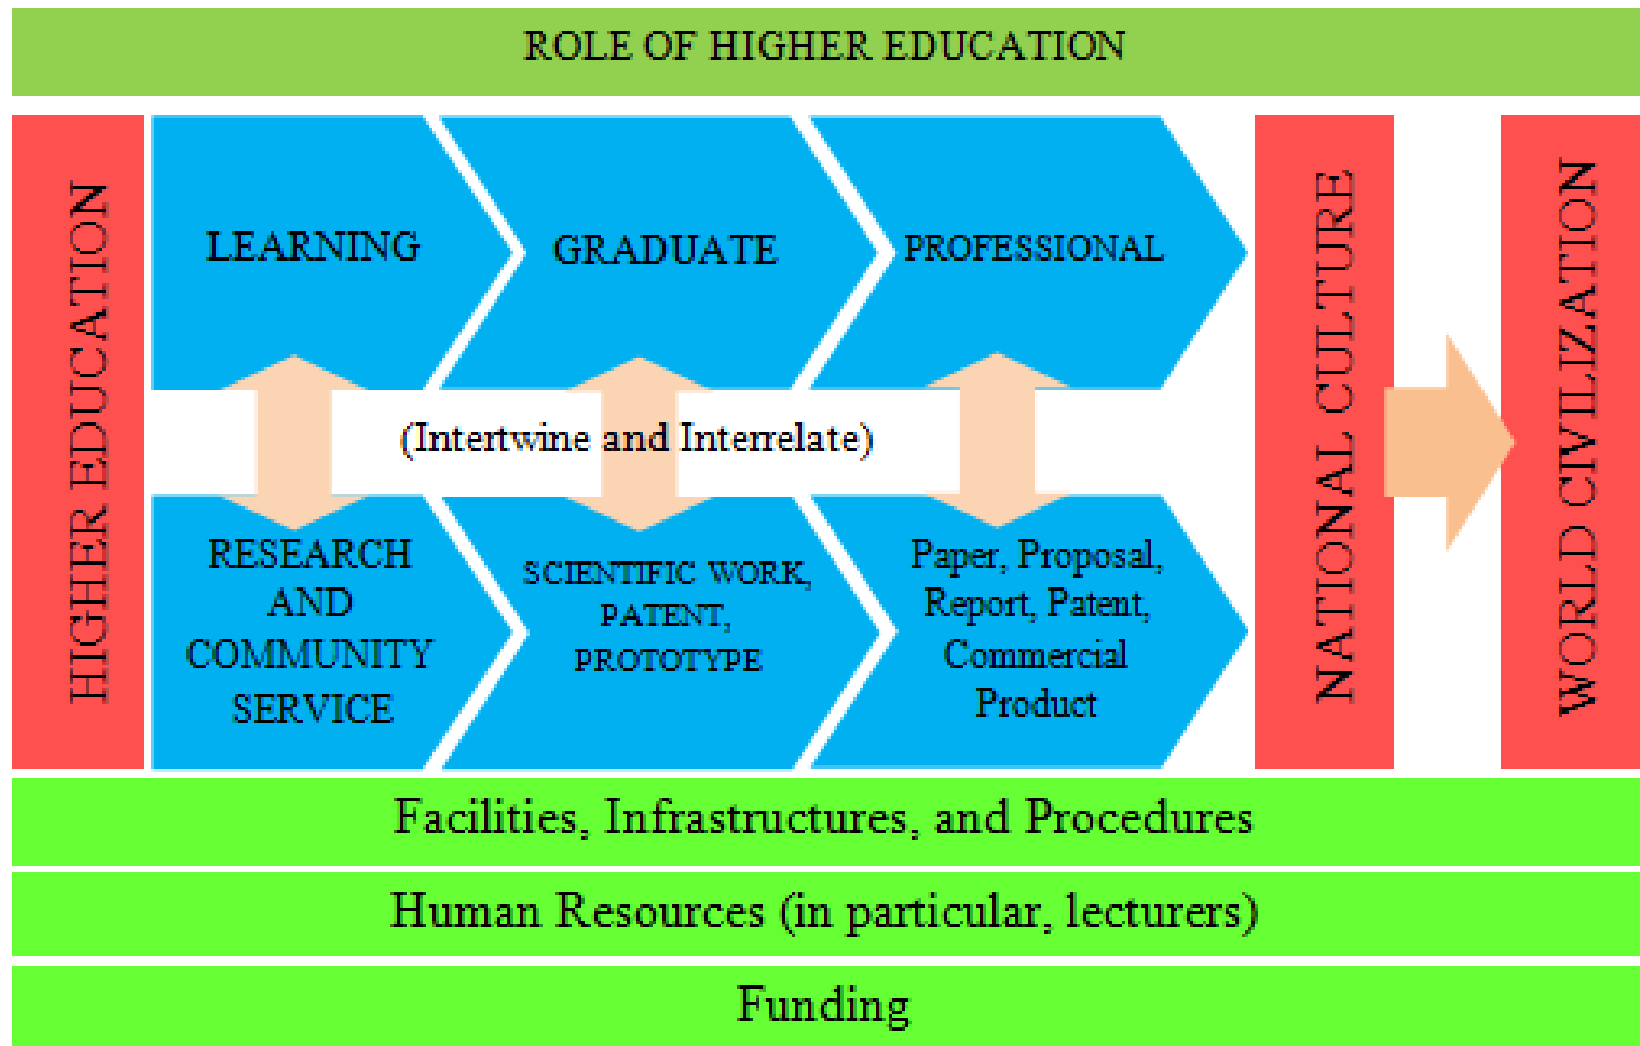 ROLE OF HIGHER EDUCATION
HIGHER EDUCATION
LEARNING
GRADUATE
PROFESSIONAL
(Intertwine and Interrelate)
RESEARCH
AND
COMMUNITY
SERVICE
SCIENTIFIC WORK,
PATENT,
PROTOTYPE
Paper, Proposal,
Report, Patent,
Commercial
Product
NATIONAL CULTURE
WORLD CIVILIZATION
Facilities, Infrastructures, and Procedures
Human Resources (in particular, lecturers)
Funding